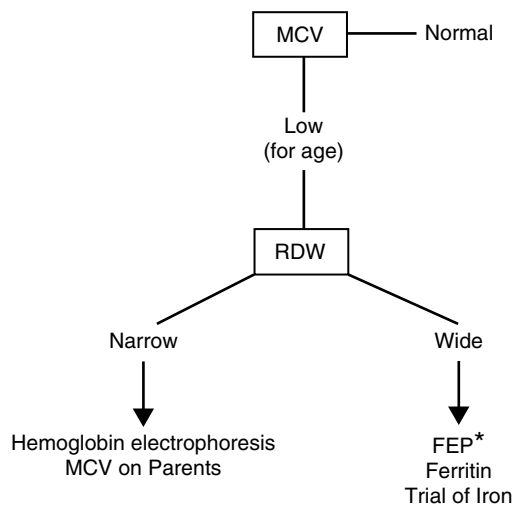 MCV
Normal
Low
(for age)
RDW
Narrow
Wide
Hemoglobin electrophoresis
MCV on Parents
FEP*
Ferritin
Trial of Iron